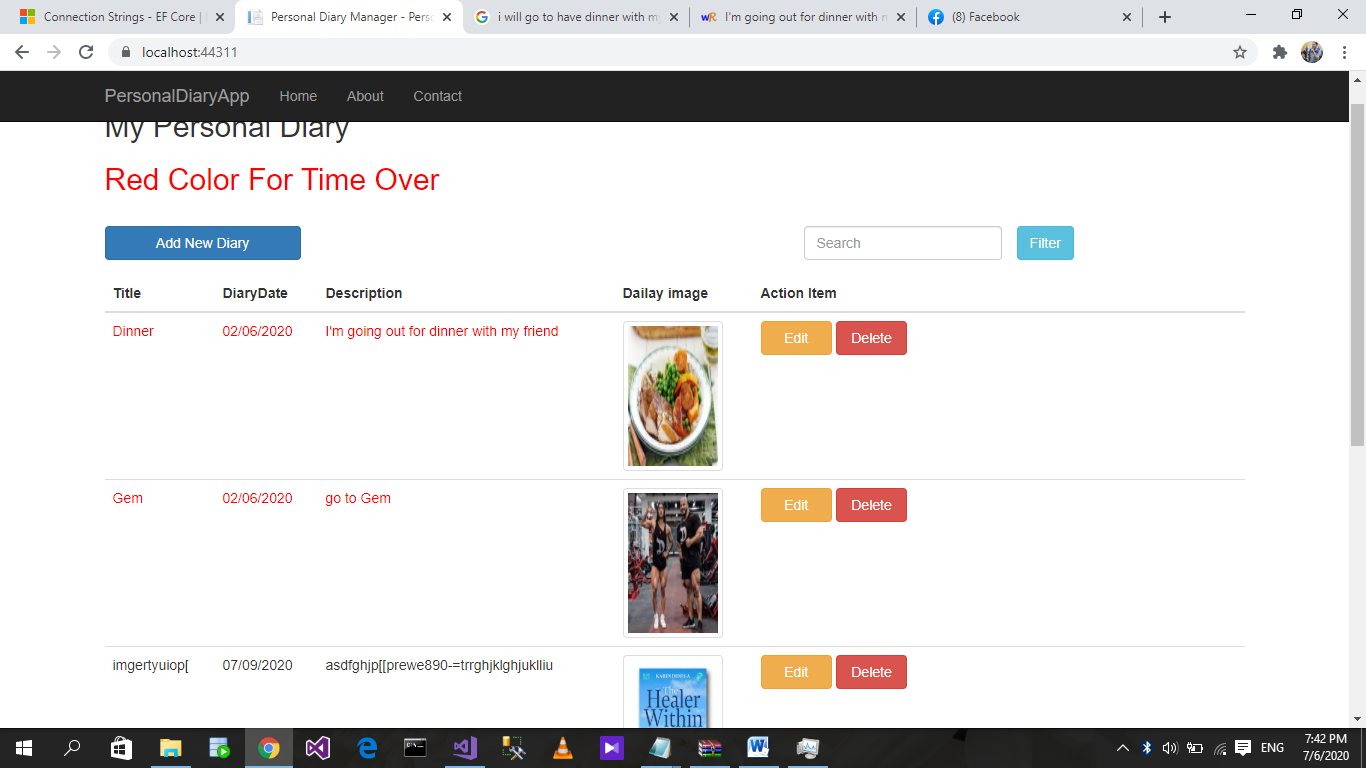 Connection Strings - EF Core |
Personal Diary Manager - Pers
i will go to have dinner with my
wR I'm going out for dinner with m
(8) Facebook
localhost:44311
PersonalDiaryApp Home About Contact
My Personal Diary
Red Color For Time Over
Add New Diary Search Filter
Title DiaryDate Description Dailay image Action Item
Dinner 02/06/2020 I'm going out for dinner with my friend Edit Delete
Gem 02/06/2020 go to Gem Edit Delete
imgertyuiop[ 07/09/2020 asdfghjp[[prewe890-=trrghjklghjuklliu Edit Delete
KAREN DINILA
The
Healer
Within
ENG
7:42 PM
7/6/2020